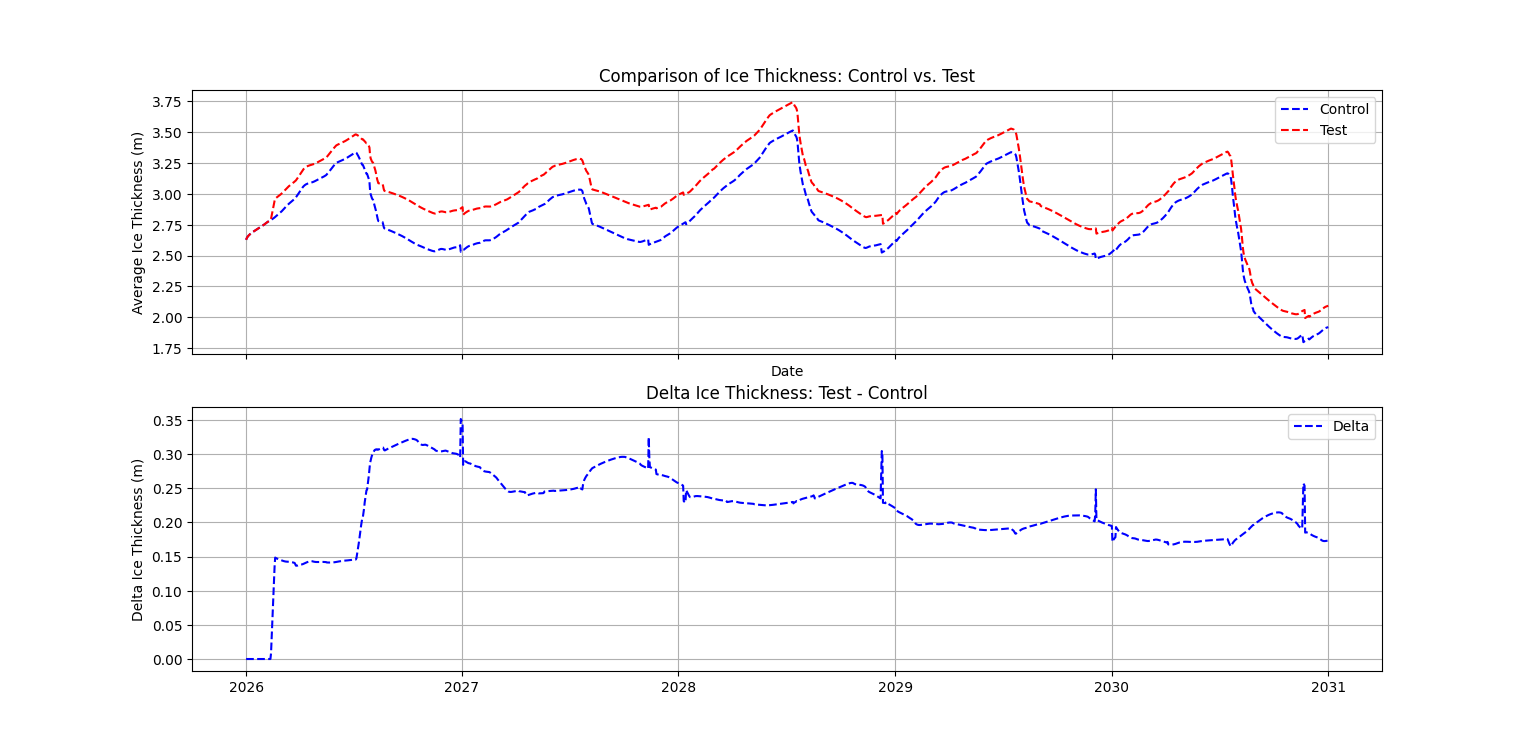 Comparison of Ice Thickness: Control vs. Test
Average Ice Thickness (m)
3.75
3.50
3.25
3.00
2.75
2.50
2.25
2.00
1.75
Control
Test
Date
Delta Ice Thickness: Test - Control
Delta Ice Thickness (m)
0.35
0.30
0.25
0.20
0.15
0.10
0.05
0.00
Delta
2026 2027 2028 2029 2030 2031